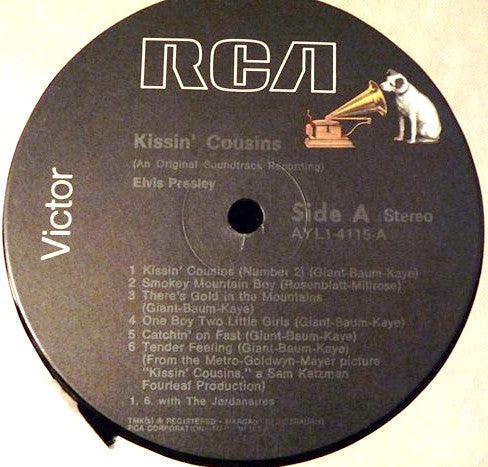 RCA
Victor
Kissin' Cousins
(An Original Soundtrack Recording)
Elvis Presley
Side A Stereo
AYL1-4115-A
1 Kissin' Cousins (Number 2) (Giant-Baum-Kaye)
2 Smokey Mountain Boy (Rosenblatt-Millrose)
3 There's Gold in the Mountains
(Giant-Baum-Kaye)
4 One Boy Two Little Girls (Giant-Baum-Kaye)
5 Catchin' on Fast (Giant-Baum-Kaye)
6 Tender Feeling (Giant-Baum-Kaye)
(From the Metro-Goldwyn-Mayer picture
"Kissin' Cousins," a Sam Katzman
Fourleaf Production)
1, 6. with The Jordanaires
TMK(s) ® REGISTERED
RCA CORPORATION